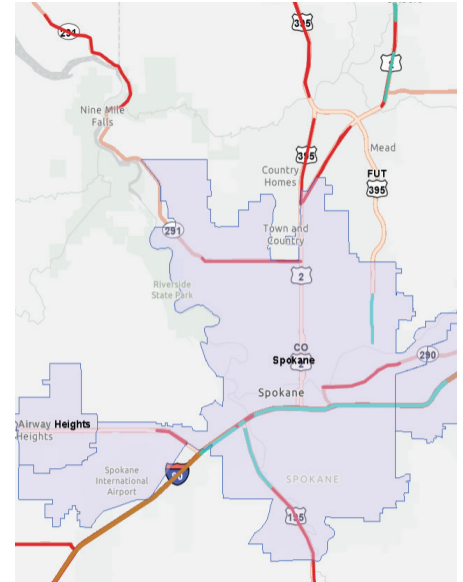 395
291
2
Nine Mile
Falls
395
Mead
Country
Homes
FUT
395
291
Town and
Country
2
Riverside
State Park
CO
Spokane
2
290
Spokane
Airway Heights
Heights
Spokane
International
Airport
90
SPOKANE
195